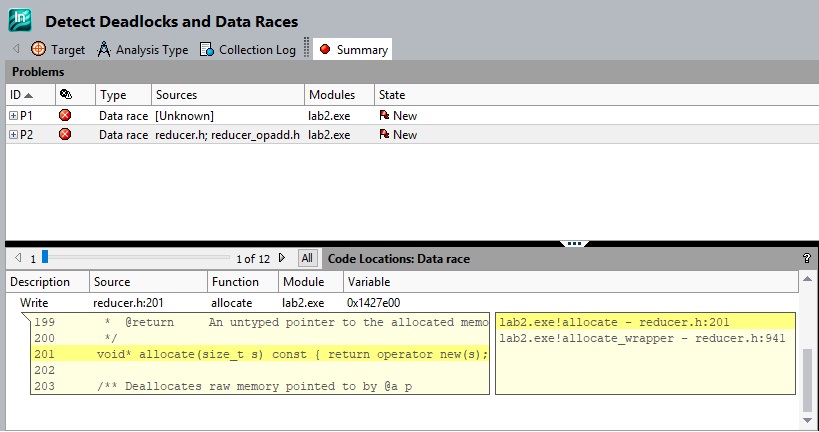 In
Detect Deadlocks and Data Races
Target Analysis Type Collection Log Summary
Problems
ID Type Sources Modules State
P1 Data race [Unknown] lab2.exe New
P2 Data race reducer.h; reducer_opadd.h lab2.exe New
1 1 of 12 All Code Locations: Data race ?
Description Source Function Module Variable
Write reducer.h:201 allocate lab2.exe 0x1427e00
199 * @return An untyped pointer to the allocated memo
200 */
201 void* allocate(size_t s) const { return operator new(s);
202
203 /** Deallocates raw memory pointed to by @a p
lab2.exe!allocate - reducer.h:201
lab2.exe!allocate_wrapper - reducer.h:941